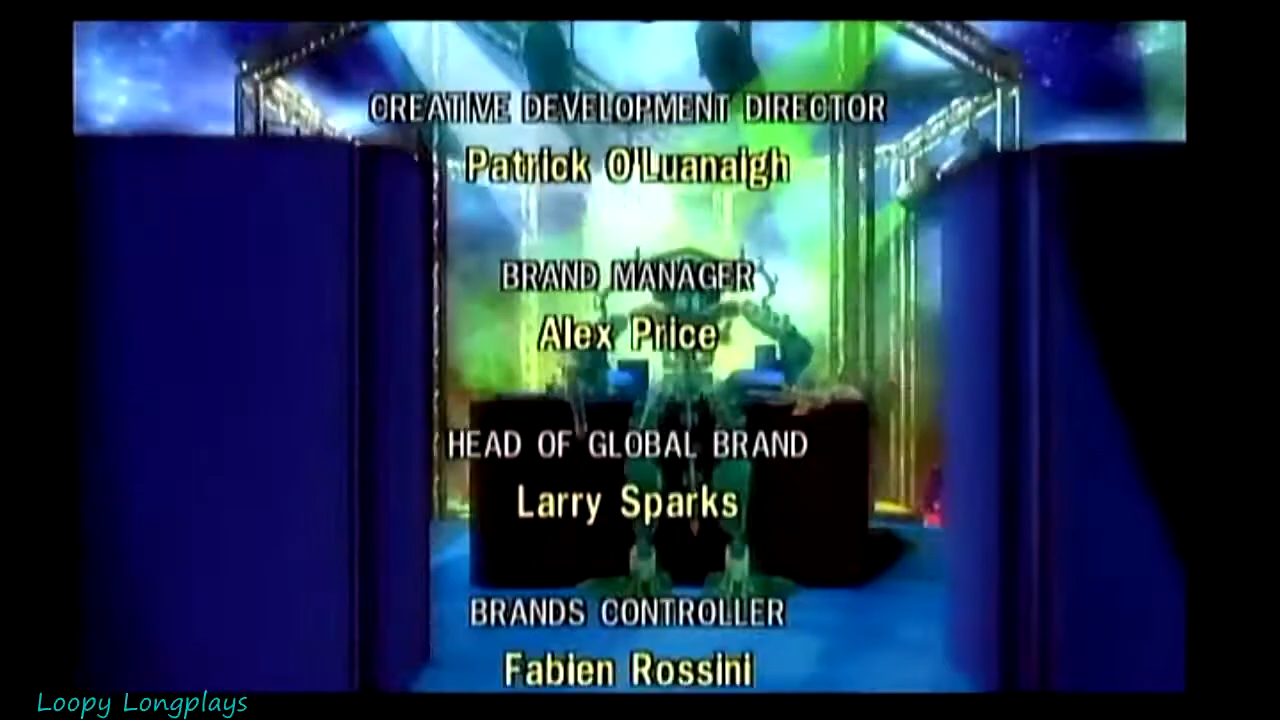 CREATIVE DEVELOPMENT DIRECTOR
Patrick O'Luanaigh
BRAND MANAGER
Alex Price
HEAD OF GLOBAL BRAND
Larry Sparks
BRANDS CONTROLLER
Fabien Rossini
Loopy Longplays